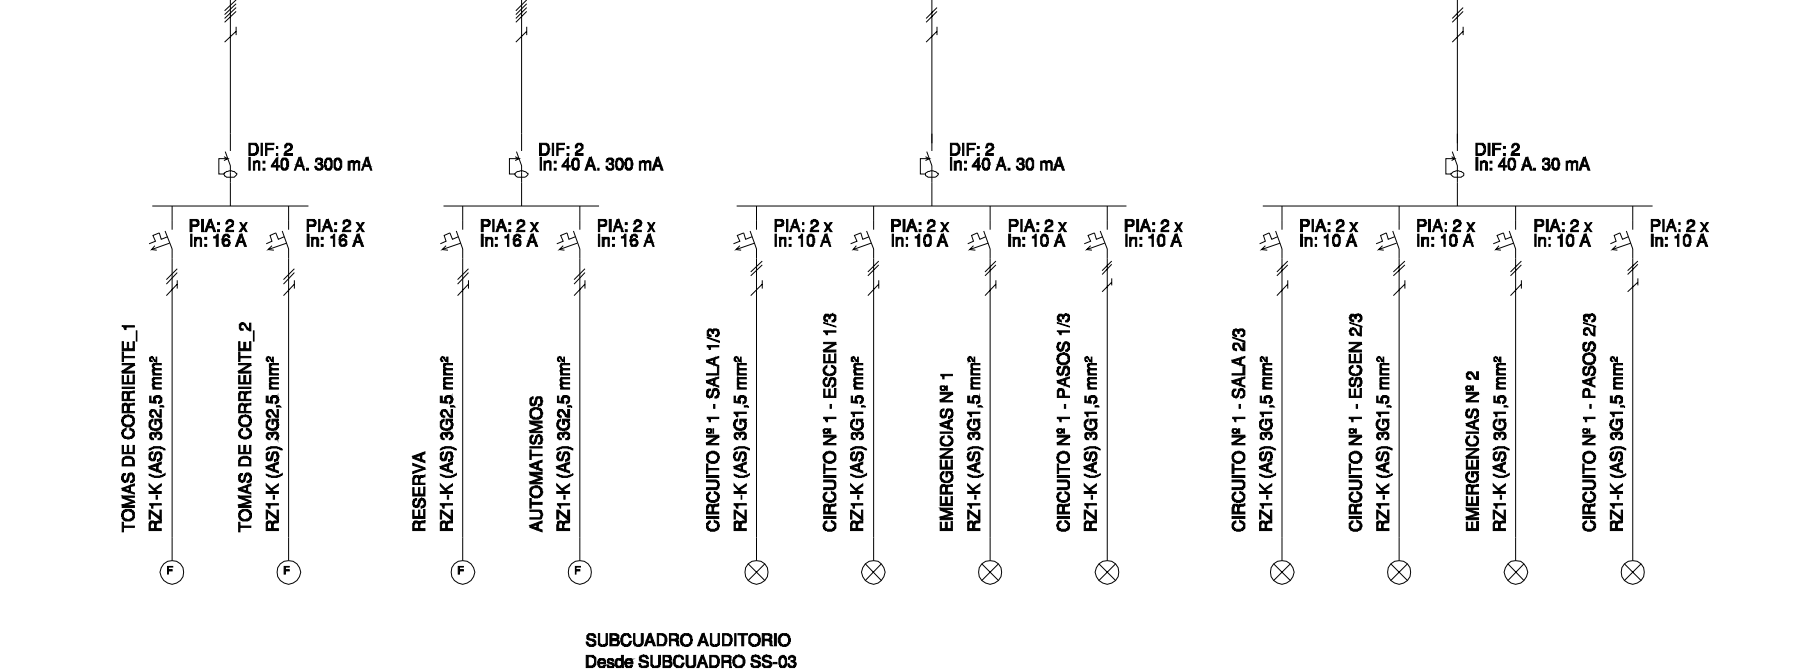 DIF: 2
In: 40 A. 300 mA
DIF: 2
In: 40 A. 300 mA
DIF: 2
In: 40 A. 30 mA
DIF: 2
In: 40 A. 30 mA
PIA: 2 x
In: 16 A
PIA: 2 x
In: 16 A
PIA: 2 x
In: 16 A
PIA: 2 x
In: 16 A
PIA: 2 x
In: 10 A
PIA: 2 x
In: 10 A
PIA: 2 x
In: 10 A
PIA: 2 x
In: 10 A
PIA: 2 x
In: 10 A
PIA: 2 x
In: 10 A
PIA: 2 x
In: 10 A
PIA: 2 x
In: 10 A
TOMAS DE CORRIENTE_1
RZ1-K (AS) 3G2,5 mm²
TOMAS DE CORRIENTE_2
RZ1-K (AS) 3G2,5 mm²
RESERVA
RZ1-K (AS) 3G2,5 mm²
AUTOMATISMOS
RZ1-K (AS) 3G2,5 mm²
CIRCUITO Nº 1 - SALA 1/3
RZ1-K (AS) 3G1,5 mm²
CIRCUITO Nº 1 - ESCEN 1/3
RZ1-K (AS) 3G1,5 mm²
EMERGENCIAS Nº 1
RZ1-K (AS) 3G1,5 mm²
CIRCUITO Nº 1 - PASOS 1/3
RZ1-K (AS) 3G1,5 mm²
CIRCUITO Nº 1 - SALA 2/3
RZ1-K (AS) 3G1,5 mm²
CIRCUITO Nº 1 - ESCEN 2/3
RZ1-K (AS) 3G1,5 mm²
EMERGENCIAS Nº 2
RZ1-K (AS) 3G1,5 mm²
CIRCUITO Nº 1 - PASOS 2/3
RZ1-K (AS) 3G1,5 mm²
F
F
F
F
SUBCUADRO AUDITORIO
Desde SUBCUADRO SS-03